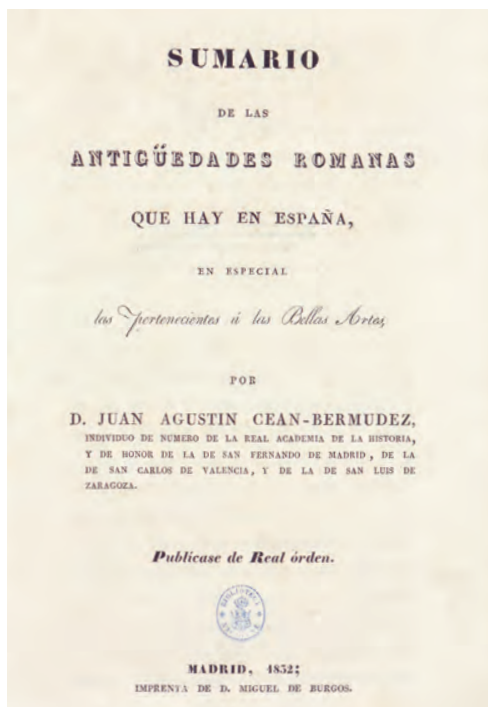 SUMARIO
DE LAS
ANTIGÜEDADES ROMANAS
QUE HAY EN ESPAÑA,
EN ESPECIAL
las pertenecientes á las Bellas Artes,
POR
D. JUAN AGUSTIN CEAN-BERMUDEZ,
INDIVIDUO DE NÚMERO DE LA REAL ACADEMIA DE LA HISTORIA,
Y DE HONOR DE LA DE SAN FERNANDO DE MADRID, DE LA
DE SAN CARLOS DE VALENCIA, Y DE LA DE SAN LUIS DE
ZARAGOZA.
Publícase de Real órden.
BIBLIOTECA
MADRID, 1832;
IMPRENTA DE D. MIGUEL DE BURGOS.